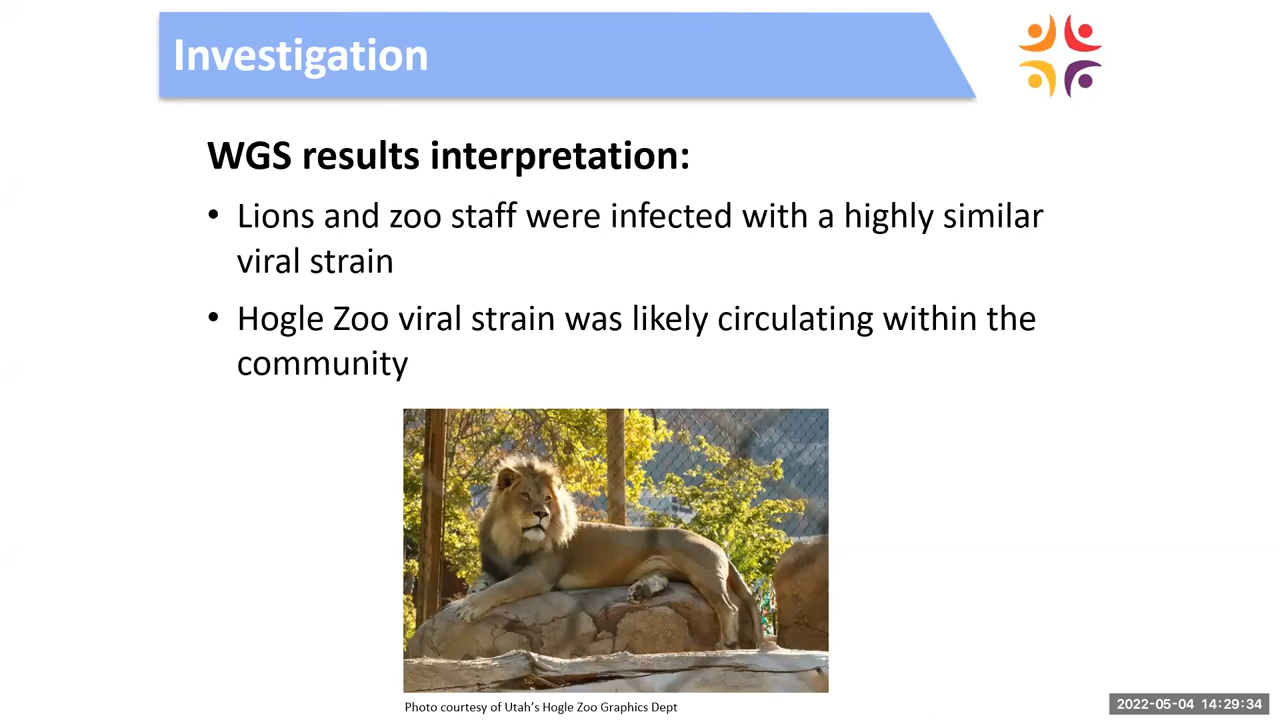 Investigation
WGS results interpretation:
• Lions and zoo staff were infected with a highly similar
viral strain
• Hogle Zoo viral strain was likely circulating within the
community
Photo courtesy of Utah's Hogle Zoo Graphics Dept
2022-05-04 14:29:34